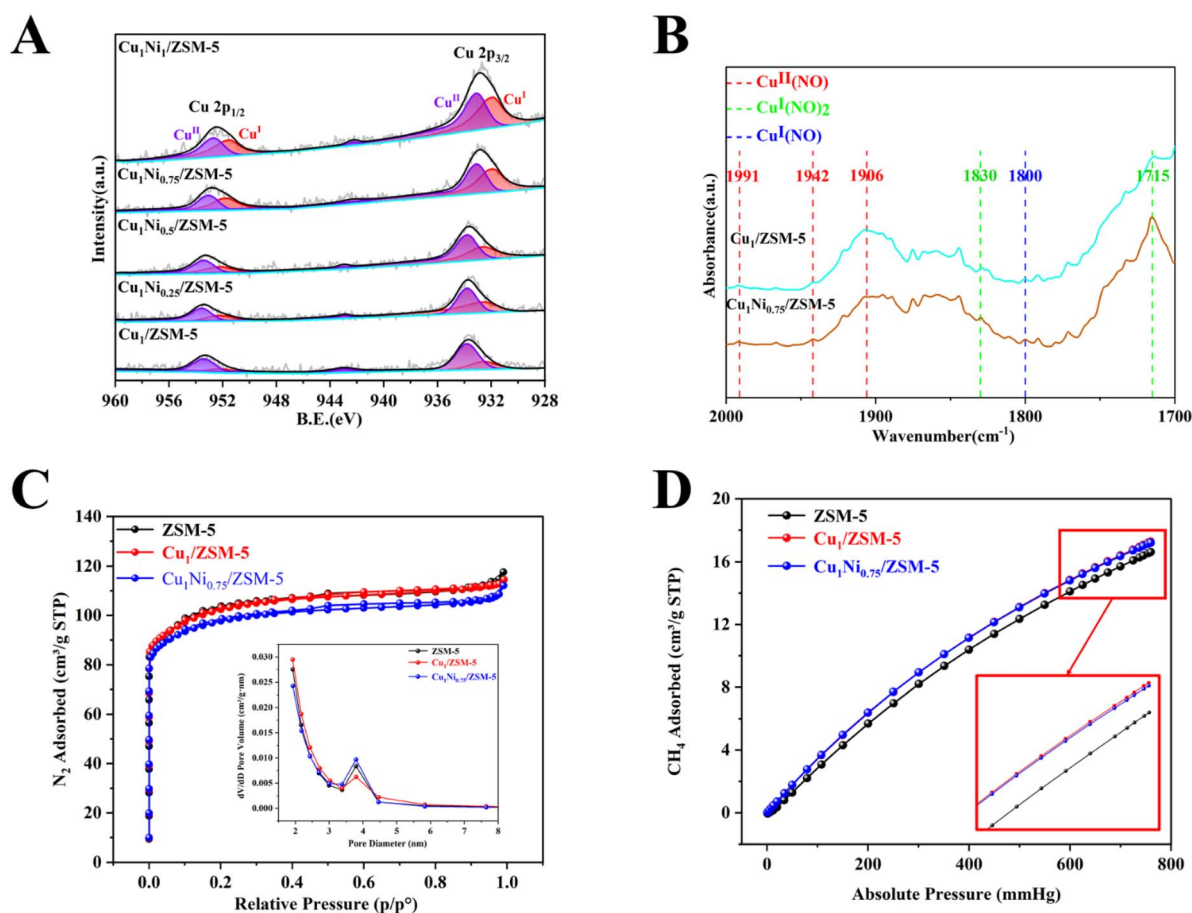 A
Cu₁Ni₁/ZSM-5
Cu 2p₃/₂
Cu 2p₁/₂
Cuᴵᴵ
Cuᴵ
Cuᴵᴵ
Cuᴵ
Cu₁Ni₀.₇₅/ZSM-5
Cu₁Ni₀.₅/ZSM-5
Cu₁Ni₀.₂₅/ZSM-5
Cu₁/ZSM-5
Intensity(a.u.)
960 956 952 948 944 940 936 932 928
B.E.(eV)
B
Cuᴵᴵ(NO)
Cuᴵ(NO)2
Cuᴵ(NO)
1991 1942 1906 1830 1800 1715
Cu₁/ZSM-5
Cu₁Ni₀.₇₅/ZSM-5
Absorbance(a.u.)
2000 1900 1800 1700
Wavenumber(cm⁻¹)
C
ZSM-5
Cu₁/ZSM-5
Cu₁Ni₀.₇₅/ZSM-5
N₂ Adsorbed (cm³/g STP)
140
120
100
80
60
40
20
0
0.0 0.2 0.4 0.6 0.8 1.0
Relative Pressure (p/p°)
ZSM-5
Cu₁/ZSM-5
Cu₁Ni₀.₇₅/ZSM-5
dV/dD Pore Volume (cm³/g·nm)
0.030
0.025
0.020
0.015
0.010
0.005
0.000
2 3 4 5 6 7 8
Pore Diameter (nm)
D
ZSM-5
Cu₁/ZSM-5
Cu₁Ni₀.₇₅/ZSM-5
CH₄ Adsorbed (cm³/g STP)
20
16
12
8
4
0
0 200 400 600 800
Absolute Pressure (mmHg)